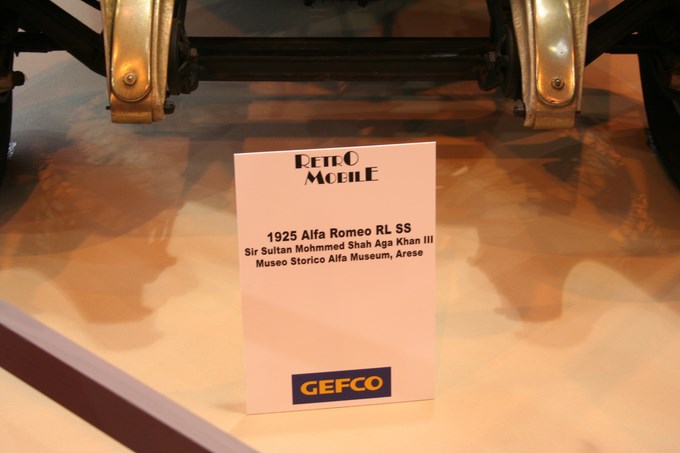 RETRO
MOBILE
1925 Alfa Romeo RL SS
Sir Sultan Mohmmed Shah Aga Khan III
Museo Storico Alfa Museum, Arese
GEFCO